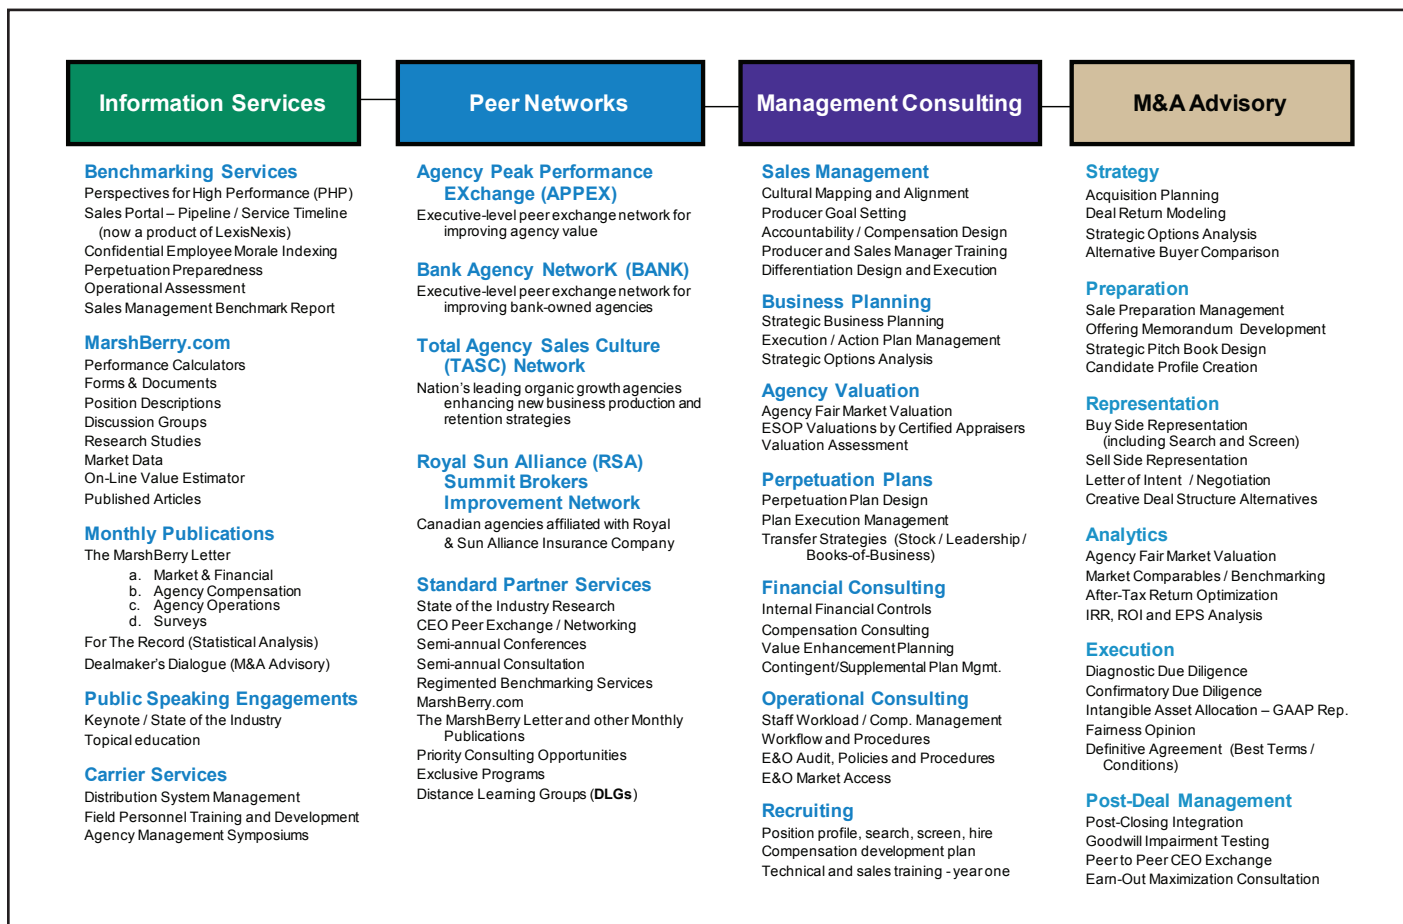 Information Services
Benchmarking Services
Perspectives for High Performance (PHP)
Sales Portal – Pipeline / Service Timeline
(now a product of LexisNexis)
Confidential Employee Morale Indexing
Perpetuation Preparedness
Operational Assessment
Sales Management Benchmark Report
MarshBerry.com
Performance Calculators
Forms & Documents
Position Descriptions
Discussion Groups
Research Studies
Market Data
On-Line Value Estimator
Published Articles
Monthly Publications
The MarshBerry Letter
a. Market & Financial
b. Agency Compensation
c. Agency Operations
d. Surveys
For The Record (Statistical Analysis)
Dealmaker's Dialogue (M&A Advisory)
Public Speaking Engagements
Keynote / State of the Industry
Topical education
Carrier Services
Distribution System Management
Field Personnel Training and Development
Agency Management Symposiums
Peer Networks
Agency Peak Performance
EXchange (APPEX)
Executive-level peer exchange network for
improving agency value
Bank Agency NetworK (BANK)
Executive-level peer exchange network for
improving bank-owned agencies
Total Agency Sales Culture
(TASC) Network
Nation's leading organic growth agencies
enhancing new business production and
retention strategies
Royal Sun Alliance (RSA)
Summit Brokers
Improvement Network
Canadian agencies affiliated with Royal
& Sun Alliance Insurance Company
Standard Partner Services
State of the Industry Research
CEO Peer Exchange / Networking
Semi-annual Conferences
Semi-annual Consultation
Regimented Benchmarking Services
MarshBerry.com
The MarshBerry Letter and other Monthly
Publications
Priority Consulting Opportunities
Exclusive Programs
Distance Learning Groups (DLGs)
Management Consulting
Sales Management
Cultural Mapping and Alignment
Producer Goal Setting
Accountability / Compensation Design
Producer and Sales Manager Training
Differentiation Design and Execution
Business Planning
Strategic Business Planning
Execution / Action Plan Management
Strategic Options Analysis
Agency Valuation
Agency Fair Market Valuation
ESOP Valuations by Certified Appraisers
Valuation Assessment
Perpetuation Plans
Perpetuation Plan Design
Plan Execution Management
Transfer Strategies (Stock / Leadership /
Books-of-Business)
Financial Consulting
Internal Financial Controls
Compensation Consulting
Value Enhancement Planning
Contingent/Supplemental Plan Mgmt.
Operational Consulting
Staff Workload / Comp. Management
Workflow and Procedures
E&O Audit, Policies and Procedures
E&O Market Access
Recruiting
Position profile, search, screen, hire
Compensation development plan
Technical and sales training - year one
M&A Advisory
Strategy
Acquisition Planning
Deal Return Modeling
Strategic Options Analysis
Alternative Buyer Comparison
Preparation
Sale Preparation Management
Offering Memorandum Development
Strategic Pitch Book Design
Candidate Profile Creation
Representation
Buy Side Representation
(including Search and Screen)
Sell Side Representation
Letter of Intent / Negotiation
Creative Deal Structure Alternatives
Analytics
Agency Fair Market Valuation
Market Comparables / Benchmarking
After-Tax Return Optimization
IRR, ROI and EPS Analysis
Execution
Diagnostic Due Diligence
Confirmatory Due Diligence
Intangible Asset Allocation – GAAP Rep.
Fairness Opinion
Definitive Agreement (Best Terms /
Conditions)
Post-Deal Management
Post-Closing Integration
Goodwill Impairment Testing
Peer to Peer CEO Exchange
Earn-Out Maximization Consultation